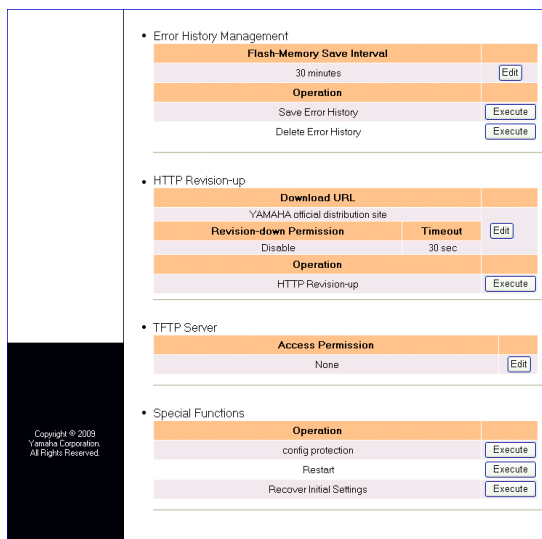 • Error History Management
Flash-Memory Save Interval
30 minutes Edit
Operation
Save Error History Execute
Delete Error History Execute
• HTTP Revision-up
Download URL
YAMAHA official distribution site
Revision-down Permission Timeout Edit
Disable 30 sec
Operation
HTTP Revision-up Execute
• TFTP Server
Access Permission
None Edit
• Special Functions
Operation
config protection Execute
Restart Execute
Recover Initial Settings Execute
Copyright © 2009
Yamaha Corporation.
All Rights Reserved.